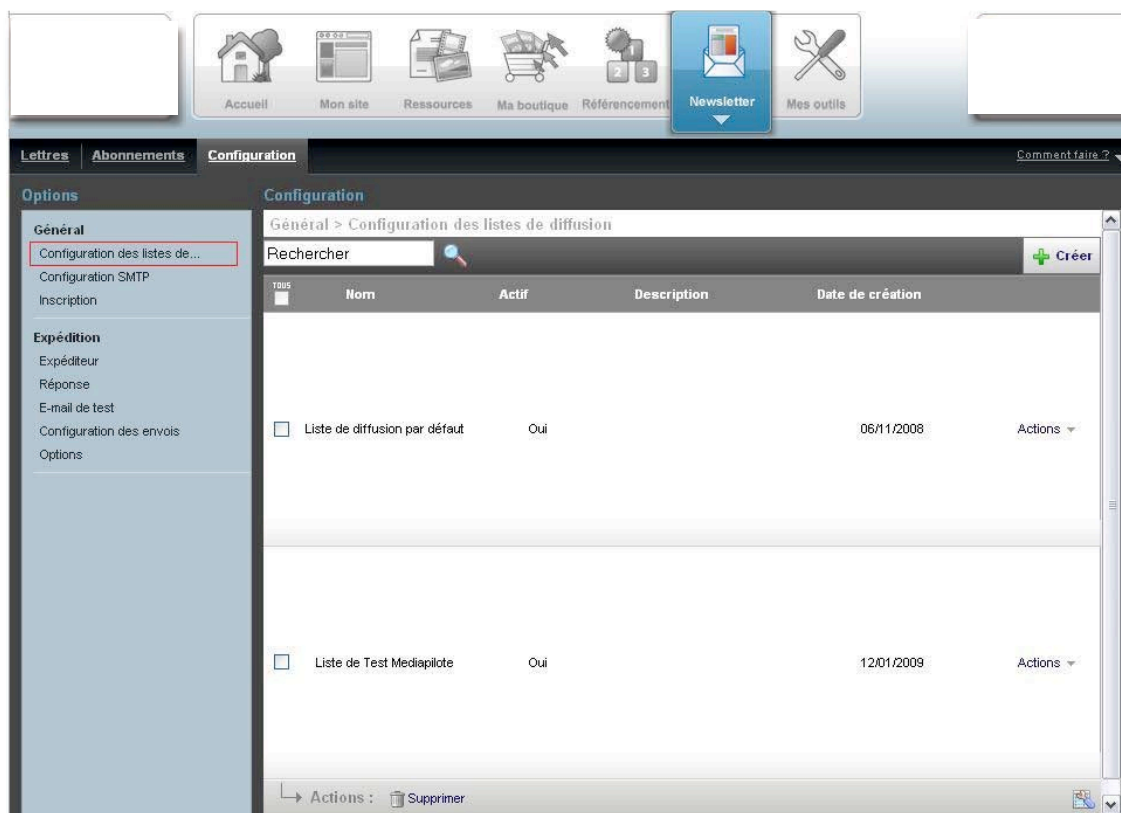 Accueil Mon site Ressources Ma boutique Référencement Newsletter Mes outils
Lettres Abonnements Configuration Comment faire ?
Options
Général
Configuration des listes de...
Configuration SMTP
Inscription
Expédition
Expéditeur
Réponse
E-mail de test
Configuration des envois
Options
Configuration
Général > Configuration des listes de diffusion
Rechercher Créer
TOUS Nom Actif Description Date de création
Liste de diffusion par défaut Oui 06/11/2008 Actions
Liste de Test Mediapilote Oui 12/01/2009 Actions
Actions : Supprimer